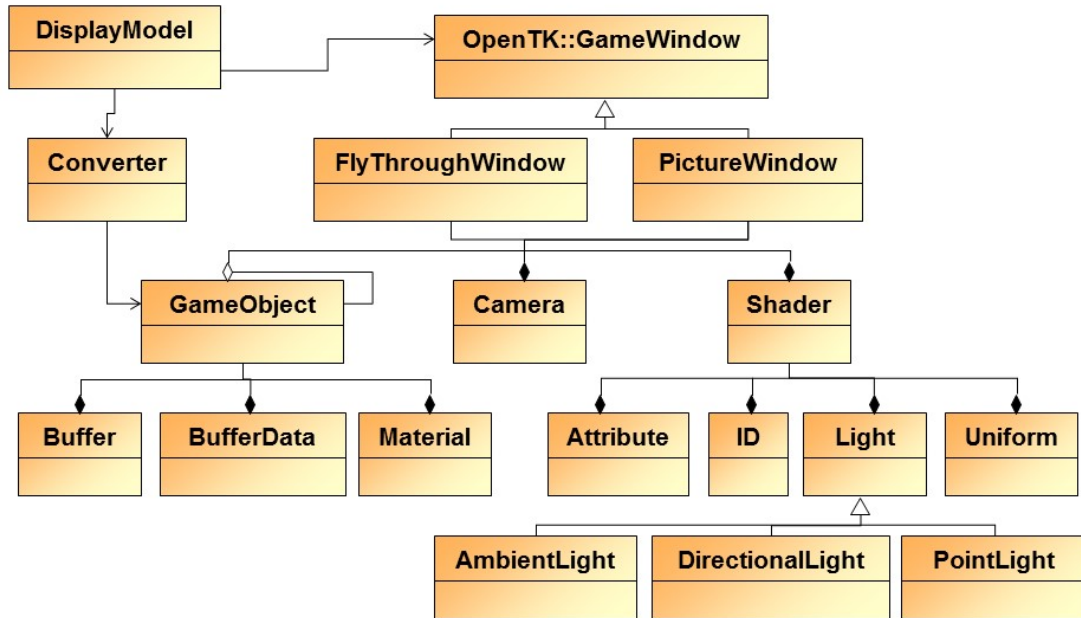 DisplayModel
OpenTK::GameWindow
Converter
FlyThroughWindow
PictureWindow
GameObject
Camera
Shader
Buffer
BufferData
Material
Attribute
ID
Light
Uniform
AmbientLight
DirectionalLight
PointLight